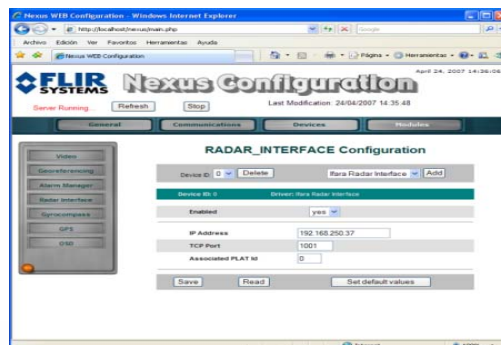 Nexus WEB Configuration - Windows Internet Explorer
http://localhost/nexus/main.php
Google
Archivo Edición Ver Favoritos Herramientas Ayuda
Nexus WEB Configuration
Página Herramientas
FLIR SYSTEMS
Nexus Configuration
April 24, 2007 14:36:06
Server Running...
Refresh
Stop
Last Modification: 24/04/2007 14:35:48
General Communications Devices Modules
Video
Georeferencing
Alarm Manager
Radar Interface
Gyrocompass
GPS
OSD
RADAR_INTERFACE Configuration
Device ID: 0 Delete Ifara Radar Interface Add
Device ID: 0 Driver: Ifara Radar Interface
Enabled yes
IP Address 192.168.250.37
TCP Port 1001
Associated PLAT Id 0
Save Read Set default values